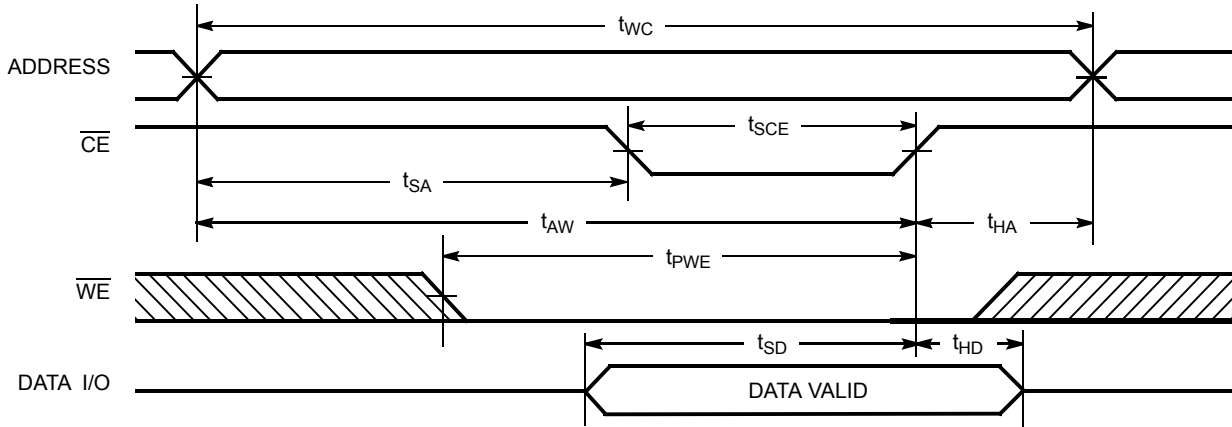 tWC
ADDRESS
CE
tSCE
tSA
tAW
tHA
tPWE
WE
tSD
tHD
DATA I/O
DATA VALID